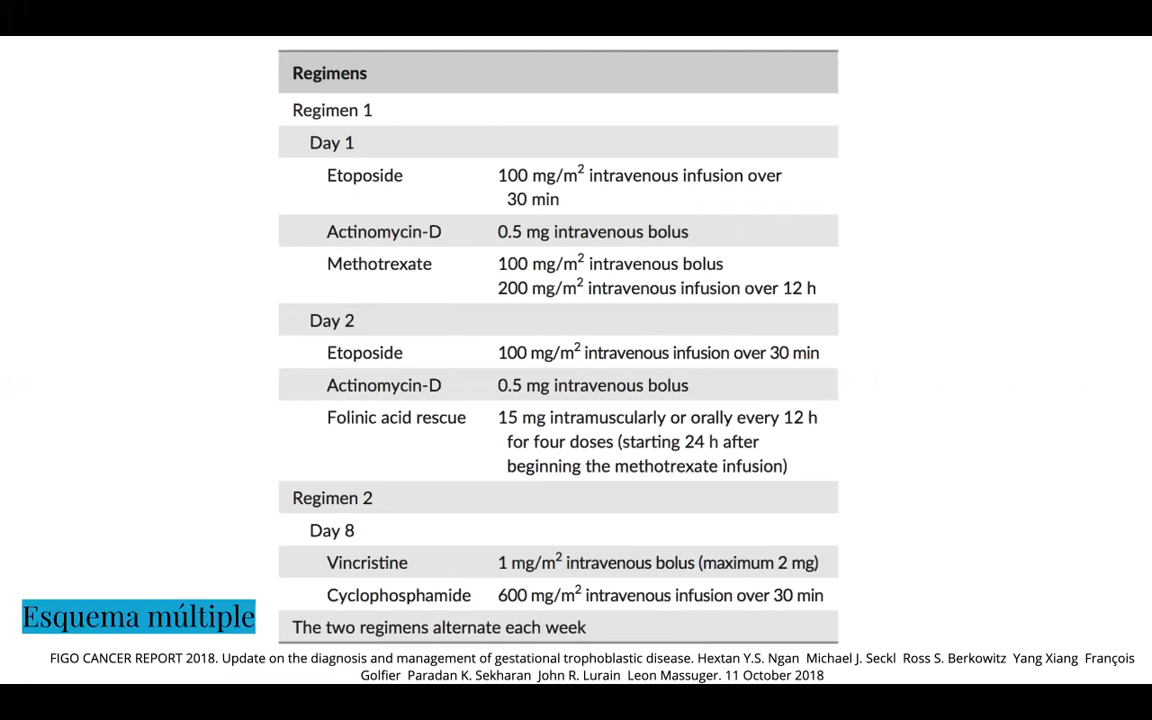 Regimens
Regimen 1
Day 1
Etoposide 100 mg/m² intravenous infusion over
30 min
Actinomycin-D 0.5 mg intravenous bolus
Methotrexate 100 mg/m² intravenous bolus
200 mg/m² intravenous infusion over 12 h
Day 2
Etoposide 100 mg/m² intravenous infusion over 30 min
Actinomycin-D 0.5 mg intravenous bolus
Folinic acid rescue 15 mg intramuscularly or orally every 12 h
for four doses (starting 24 h after
beginning the methotrexate infusion)
Regimen 2
Day 8
Vincristine 1 mg/m² intravenous bolus (maximum 2 mg)
Cyclophosphamide 600 mg/m² intravenous infusion over 30 min
The two regimens alternate each week
Esquema múltiple
FIGO CANCER REPORT 2018. Update on the diagnosis and management of gestational trophoblastic disease. Hextan Y.S. Ngan Michael J. Seckl Ross S. Berkowitz Yang Xiang François
Golfier Paradan K. Sekharan John R. Lurain Leon Massuger. 11 October 2018